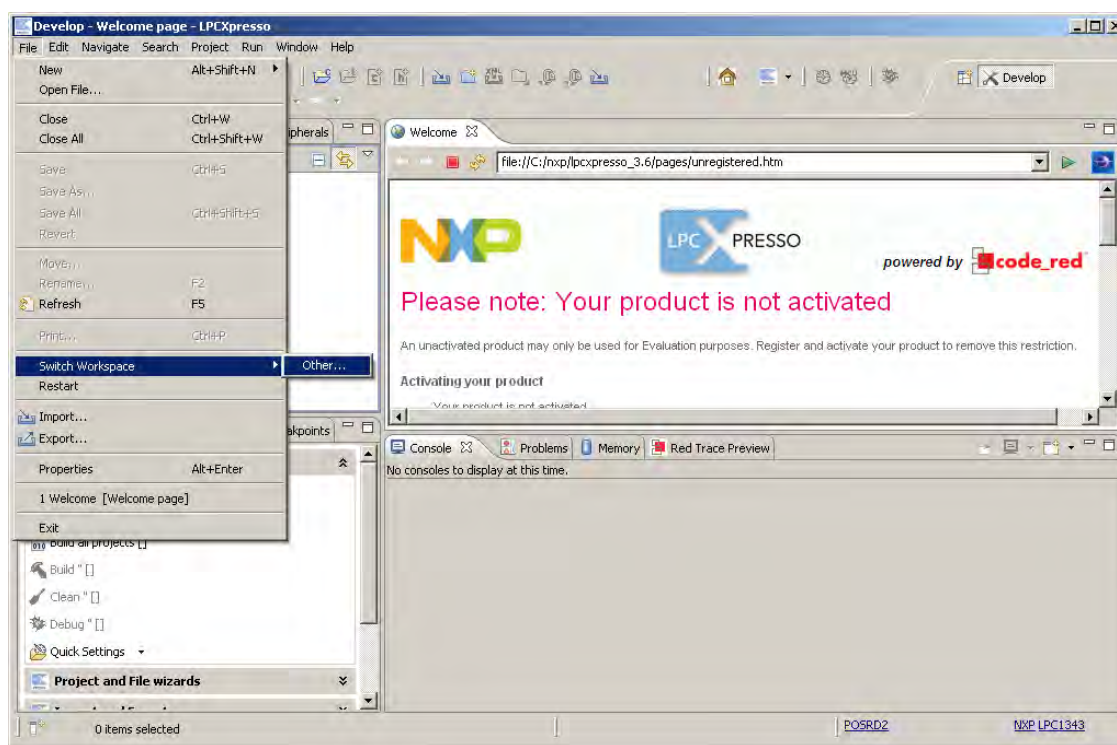 Develop - Welcome page - LPCXpresso
File Edit Navigate Search Project Run Window Help
New Alt+Shift+N
Open File...
Close Ctrl+W
Close All Ctrl+Shift+W
Save Ctrl+S
Save As...
Save All Ctrl+Shift+S
Revert
Move...
Rename... F2
Refresh F5
Print... Ctrl+P
Switch Workspace
Other...
Restart
Import...
Export...
Properties Alt+Enter
1 Welcome [Welcome page]
Exit
Develop
Welcome
file://C:/nxp/lpcxpresso_3.6/pages/unregistered.htm
NXP
LPC XPRESSO
powered by code_red
Please note: Your product is not activated
An unactivated product may only be used for Evaluation purposes. Register and activate your product to remove this restriction.
Activating your product
Your product is not activated
Console Problems Memory Red Trace Preview
No consoles to display at this time.
Build all projects []
Build '' []
Clean '' []
Debug '' []
Quick Settings
Project and File wizards
0 items selected
POSRD2
NXP LPC1343